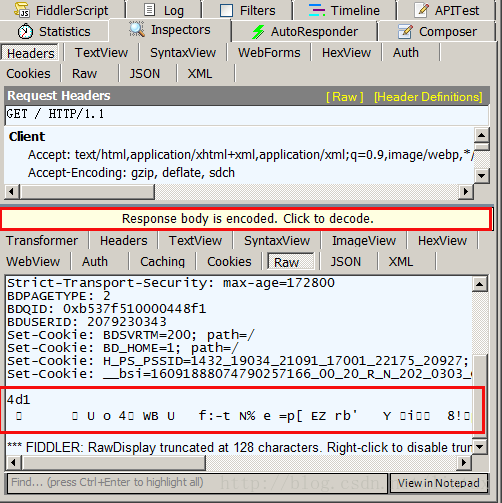 FiddlerScript Log Filters Timeline APITest
Statistics Inspectors AutoResponder Composer
Headers TextView SyntaxView WebForms HexView Auth
Cookies Raw JSON XML
Request Headers [ Raw ] [Header Definitions]
GET / HTTP/1.1
Client
Accept: text/html,application/xhtml+xml,application/xml;q=0.9,image/webp,*/
Accept-Encoding: gzip, deflate, sdch
Response body is encoded. Click to decode.
Transformer Headers TextView SyntaxView ImageView HexView
WebView Auth Caching Cookies Raw JSON XML
Strict-Transport-Security: max-age=172800
BDPAGETYPE: 2
BDQID: 0xb537f510000448f1
BDUSERID: 2079230343
Set-Cookie: BDSVRTM=200; path=/
Set-Cookie: BD_HOME=1; path=/
Set-Cookie: H_PS_PSSID=1432_19034_21091_17001_22175_20927;
Set-Cookie: __bsi=16091888074790257166_00_20_R_N_202_0303_
4d1
U o 4 WB U f:-t N% e =p[ EZ rb' Y i 8!
*** FIDDLER: RawDisplay truncated at 128 characters. Right-click to disable trun
Find... (press Ctrl+Enter to highlight all) View in Notepad
http://blog.csdn.